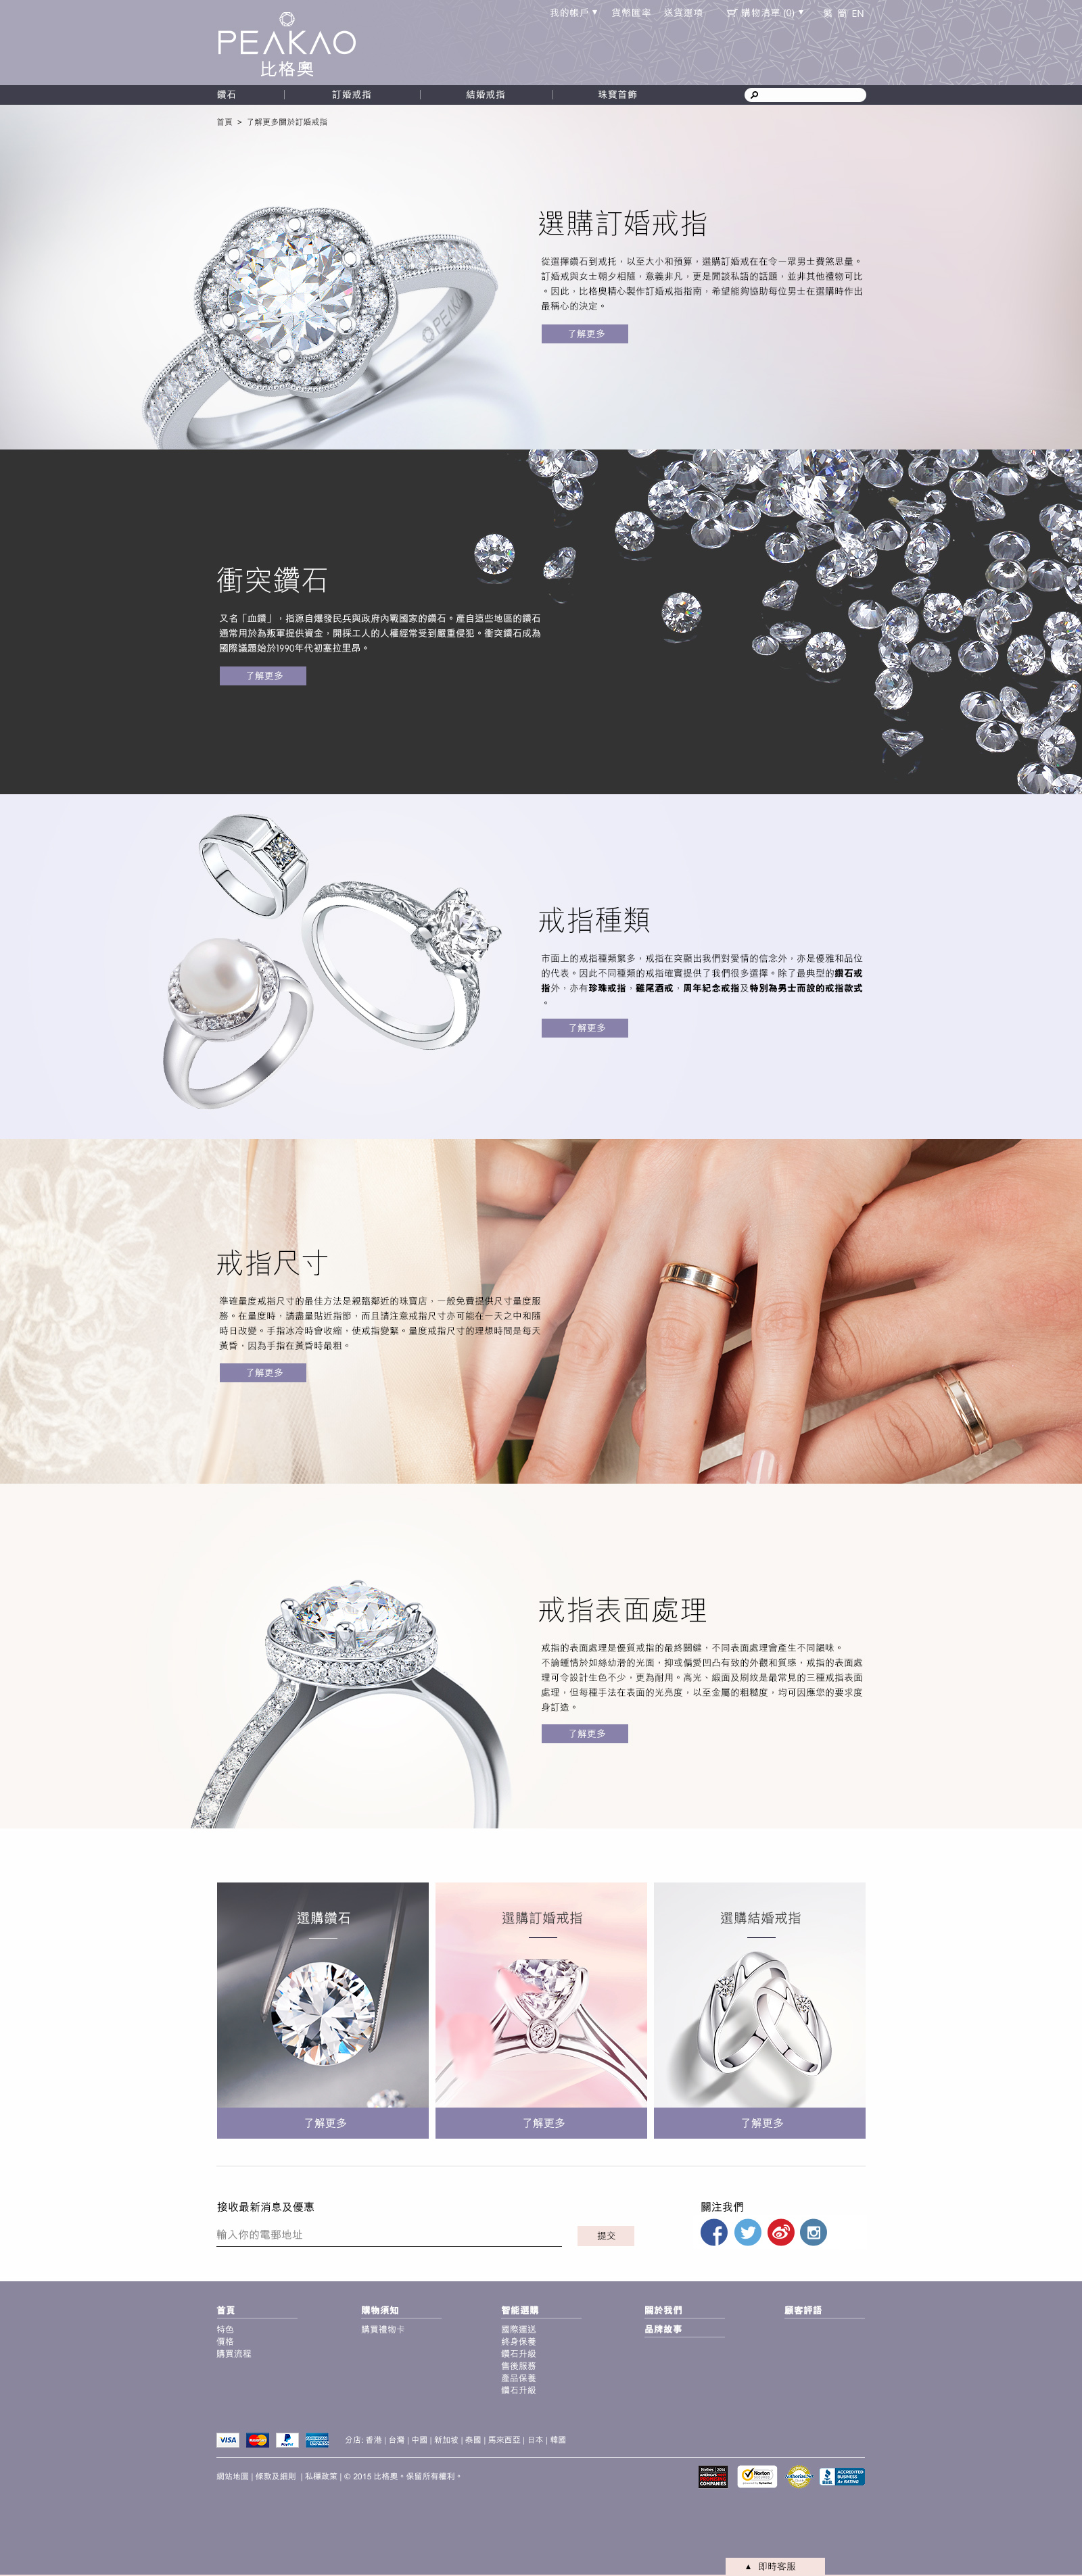 我的帳戶 ▼ 貨幣匯率 送貨選項 購物清單 (0) ▼ 繁 簡 EN
PEAKAO
比格奧
鑽石 | 訂婚戒指 | 結婚戒指 | 珠寶首飾
首頁 > 了解更多關於訂婚戒指
選購訂婚戒指
從選擇鑽石到戒托，以至大小和預算，選購訂婚戒在在令一眾男士費煞思量。
訂婚戒與女士朝夕相隨，意義非凡，更是閒談私語的話題，並非其他禮物可比
。因此，比格奧精心製作訂婚戒指指南，希望能夠協助每位男士在選購時作出
最稱心的決定。
了解更多
衝突鑽石
又名「血鑽」，指源自爆發民兵與政府內戰國家的鑽石。產自這些地區的鑽石
通常用於為叛軍提供資金，開採工人的人權經常受到嚴重侵犯。衝突鑽石成為
國際議題始於1990年代初塞拉里昂。
了解更多
戒指種類
市面上的戒指種類繁多，戒指在突顯出我們對愛情的信念外，亦是優雅和品位
的代表。因此不同種類的戒指確實提供了我們很多選擇。除了最典型的鑽石戒
指外，亦有珍珠戒指，雞尾酒戒，周年紀念戒指及特別為男士而設的戒指款式
。
了解更多
戒指尺寸
準確量度戒指尺寸的最佳方法是親臨鄰近的珠寶店，一般免費提供尺寸量度服
務。在量度時，請盡量貼近指節，而且請注意戒指尺寸亦可能在一天之中和隨
時日改變。手指冰冷時會收縮，使戒指變緊。量度戒指尺寸的理想時間是每天
黃昏，因為手指在黃昏時最粗。
了解更多
戒指表面處理
戒指的表面處理是優質戒指的最終關鍵，不同表面處理會產生不同韻味。
不論鍾情於如絲幼滑的光面，抑或偏愛凹凸有致的外觀和質感，戒指的表面處
理可令設計生色不少，更為耐用。高光、緞面及刷紋是最常見的三種戒指表面
處理，但每種手法在表面的光亮度，以至金屬的粗糙度，均可因應您的要求度
身訂造。
了解更多
選購鑽石 選購訂婚戒指 選購結婚戒指
了解更多 了解更多 了解更多
接收最新消息及優惠 關注我們
輸入你的電郵地址 提交
首頁 購物須知 智能選購 關於我們 顧客評語
特色 購買禮物卡 國際運送 品牌故事
價格 終身保養
購買流程 鑽石升級
售後服務
產品保養
鑽石升級
VISA MasterCard PayPal 分店: 香港 | 台灣 | 中國 | 新加坡 | 泰國 | 馬來西亞 | 日本 | 韓國
網站地圖 | 條款及細則 | 私隱政策 | © 2015 比格奧。保留所有權利。
Norton
ACCREDITED
BUSINESS
A+ RATING
▲ 即時客服